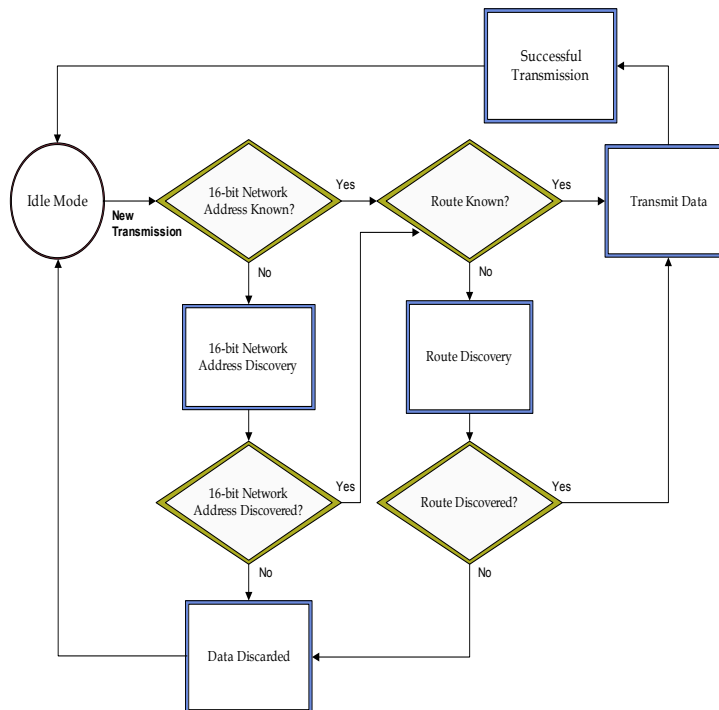 Successful
Transmission
Idle Mode
New
Transmission
16-bit Network
Address Known?
Yes
Route Known?
Yes
Transmit Data
No
No
16-bit Network
Address Discovery
Route Discovery
16-bit Network
Address Discovered?
Yes
Route Discovered?
Yes
No
No
Data Discarded